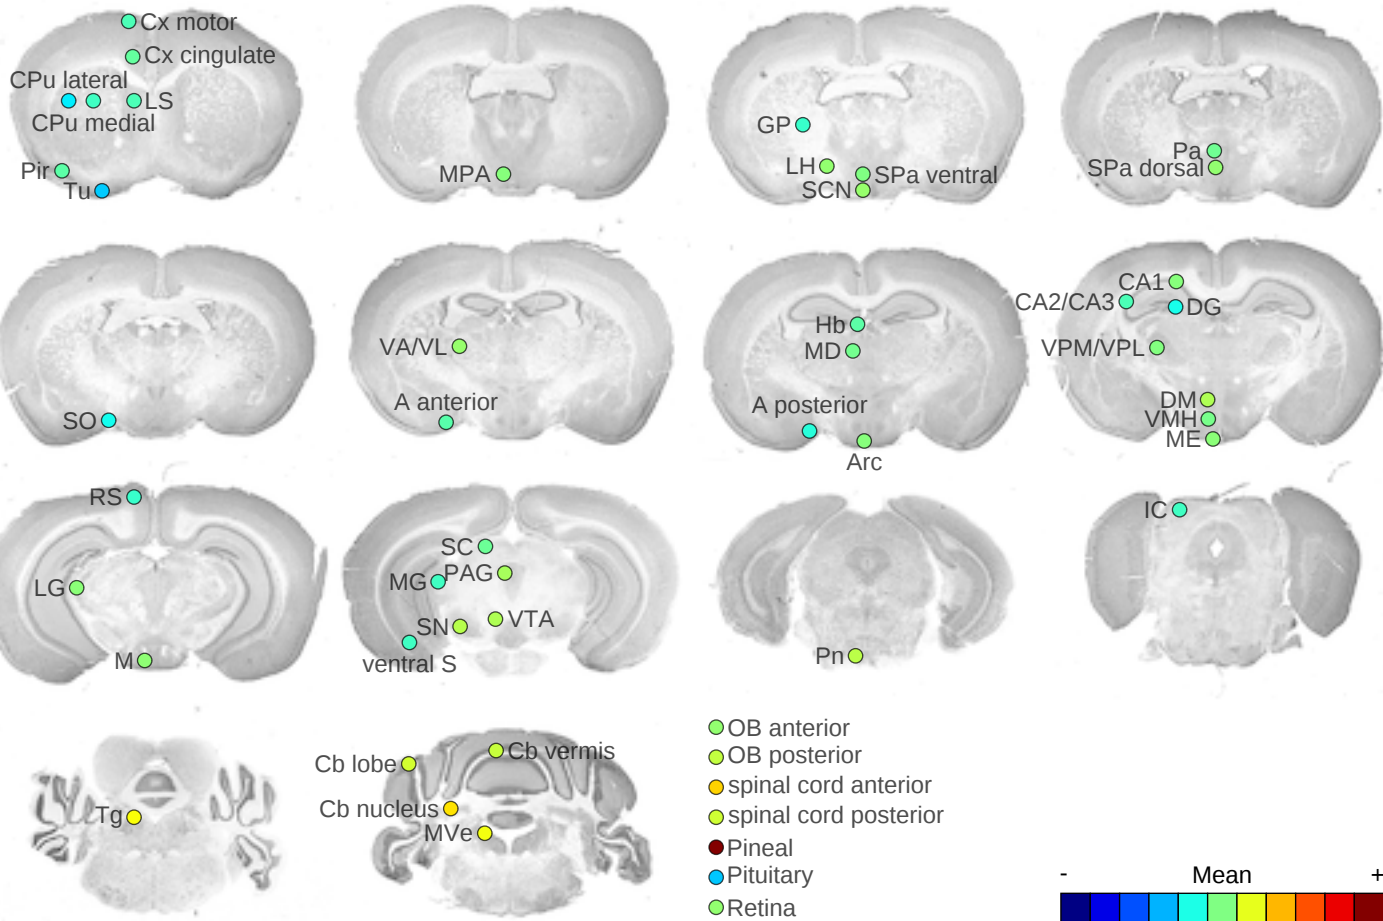 Cx motor
Cx cingulate
CPu lateral
LS
CPu medial
Pir
Tu
MPA
GP
LH
SPa ventral
SCN
Pa
SPa dorsal
SO
VA/VL
A anterior
Hb
MD
A posterior
Arc
CA1
CA2/CA3
DG
VPM/VPL
DM
VMH
ME
RS
LG
M
SC
MG
PAG
SN
VTA
ventral S
Pn
IC
Tg
Cb lobe
Cb vermis
Cb nucleus
MVe
OB anterior
OB posterior
spinal cord anterior
spinal cord posterior
Pineal
Pituitary
Retina
- Mean +